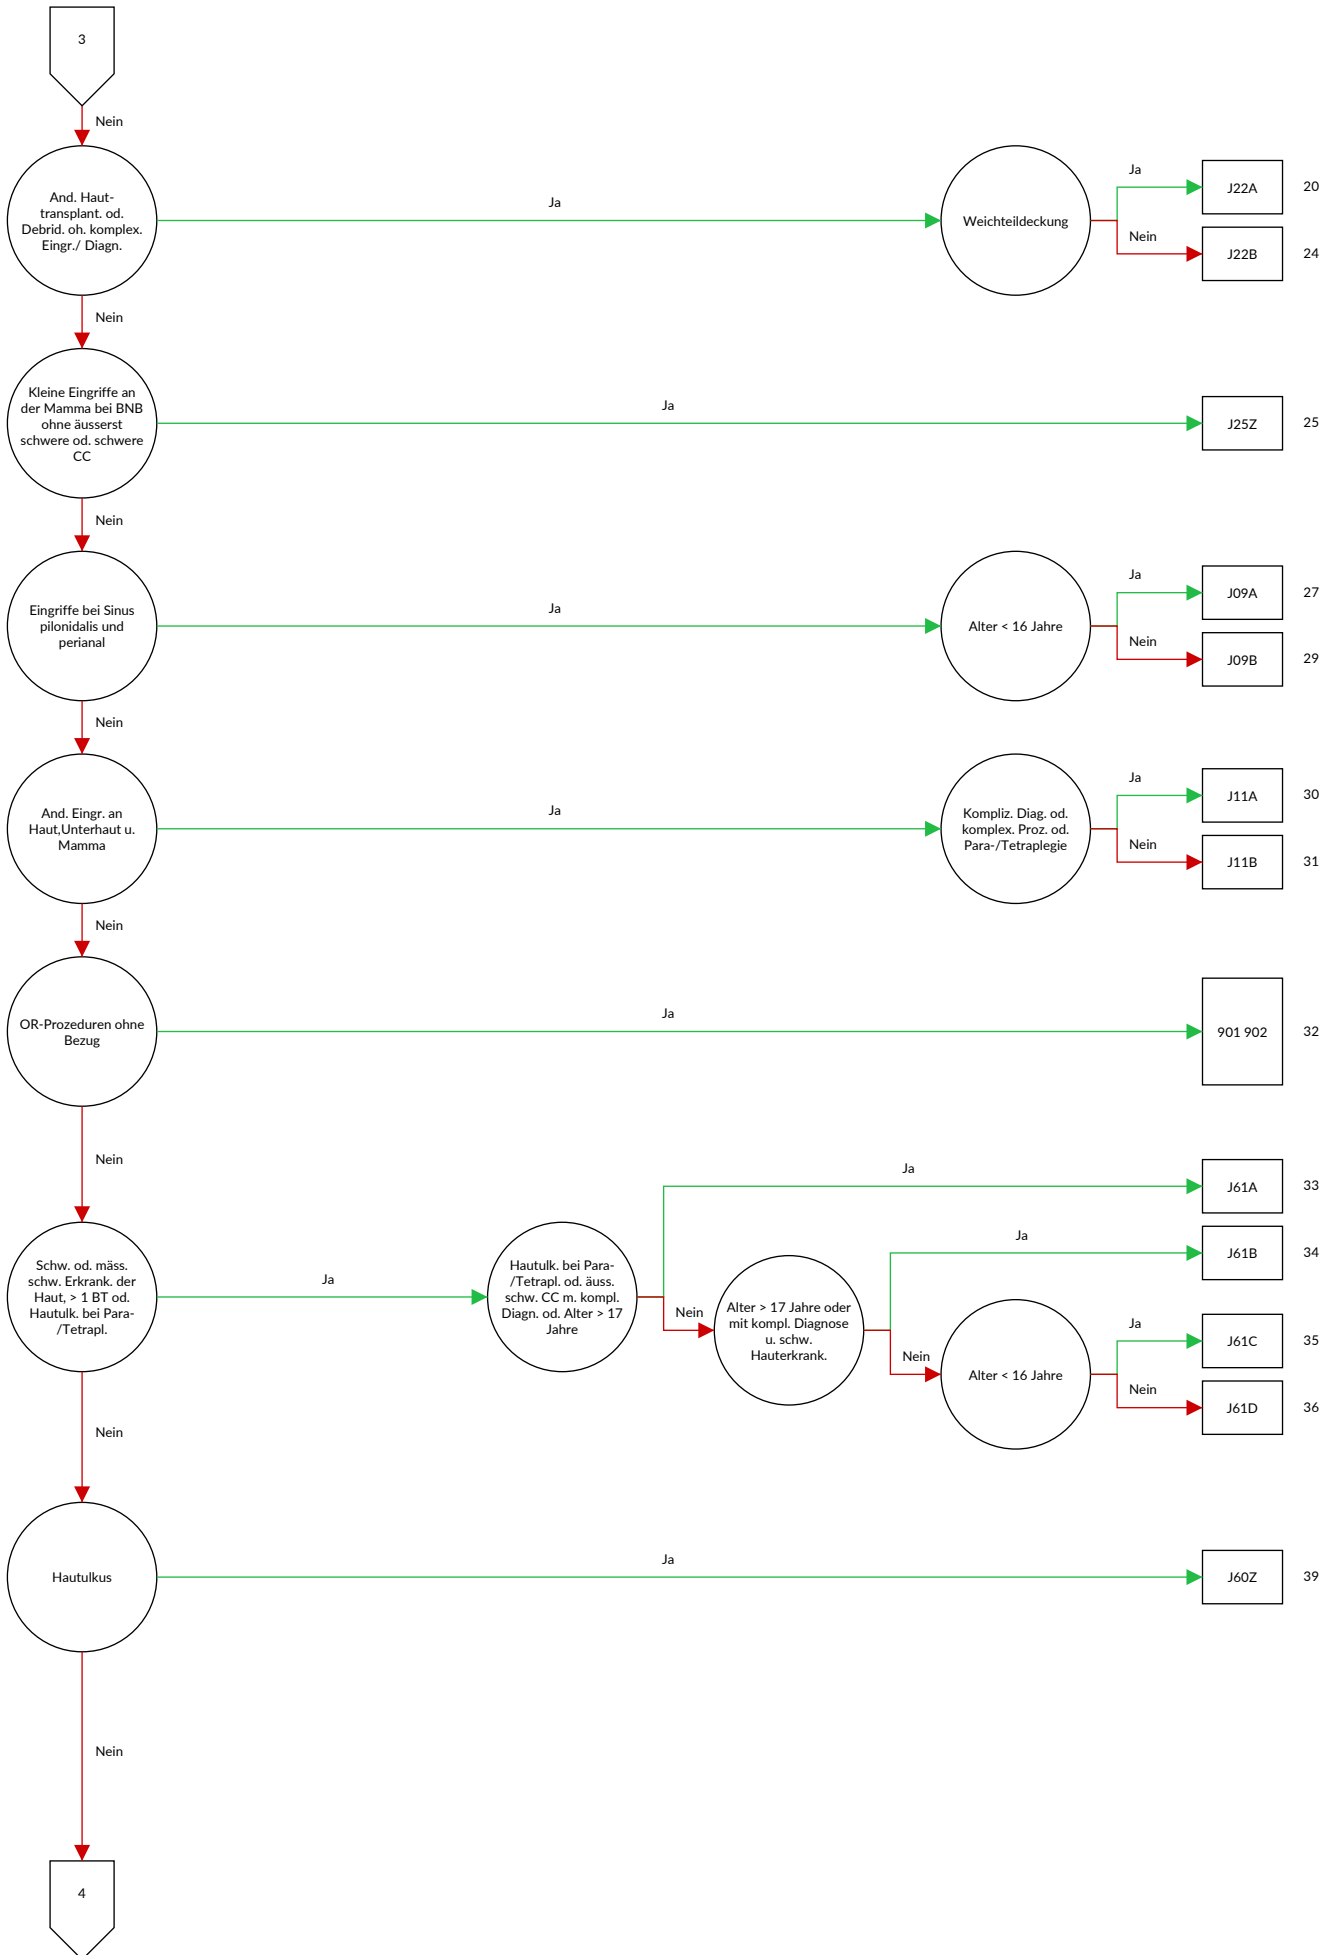 3
Nein
And. Haut-
transplant. od.
Debrid. oh. komplex.
Eingr./ Diagn.
Ja
Weichteildeckung
Ja
J22A
20
Nein
J22B
24
Nein
Kleine Eingriffe an
der Mamma bei BNB
ohne äusserst
schwere od. schwere
CC
Ja
J25Z
25
Nein
Eingriffe bei Sinus
pilonidalis und
perianal
Ja
Alter < 16 Jahre
Ja
J09A
27
Nein
J09B
29
Nein
And. Eingr. an
Haut,Unterhaut u.
Mamma
Ja
Kompliz. Diag. od.
komplex. Proz. od.
Para-/Tetraplegie
Ja
J11A
30
Nein
J11B
31
Nein
OR-Prozeduren ohne
Bezug
Ja
901 902
32
Nein
Schw. od. mäss.
schw. Erkrank. der
Haut, > 1 BT od.
Hautulk. bei Para-
/Tetrapl.
Ja
Hautulk. bei Para-
/Tetrapl. od. äuss.
schw. CC m. kompl.
Diagn. od. Alter > 17
Jahre
Ja
J61A
33
Nein
Alter > 17 Jahre oder
mit kompl. Diagnose
u. schw.
Hauterkrank.
Ja
J61B
34
Nein
Alter < 16 Jahre
Ja
J61C
35
Nein
J61D
36
Nein
Hautulkus
Ja
J60Z
39
Nein
4